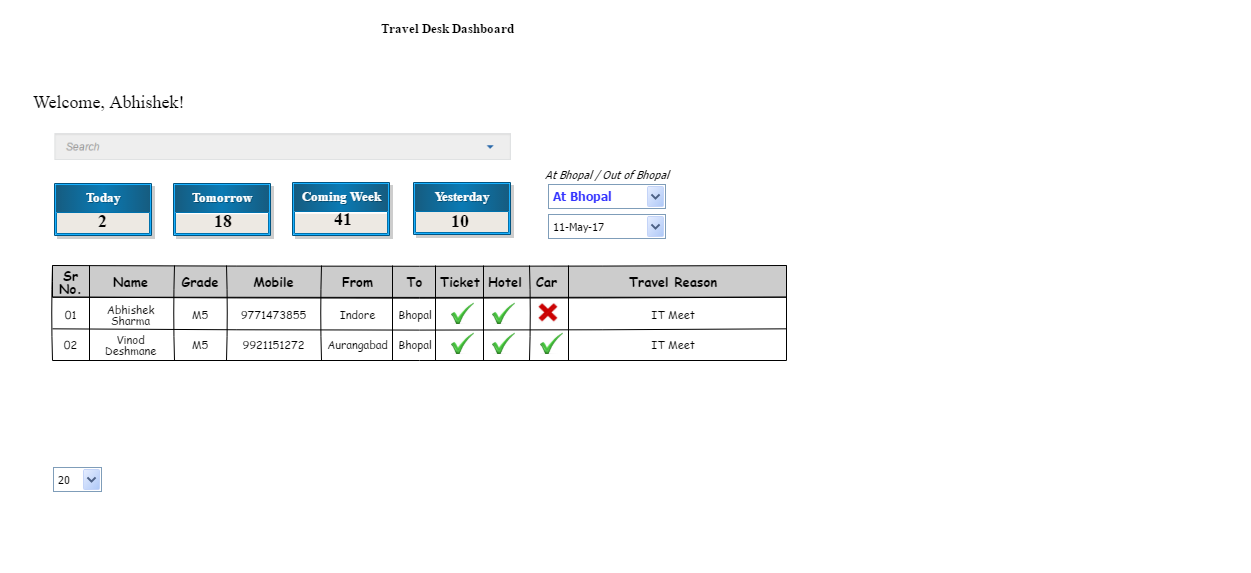 Travel Desk Dashboard
Welcome, Abhishek!
Search
At Bhopal / Out of Bhopal
Today Tomorrow Coming Week Yesterday At Bhopal
2 18 41 10 11-May-17
Sr No. Name Grade Mobile From To Ticket Hotel Car Travel Reason
01 Abhishek Sharma M5 9771473855 Indore Bhopal IT Meet
02 Vinod Deshmane M5 9921151272 Aurangabad Bhopal IT Meet
20